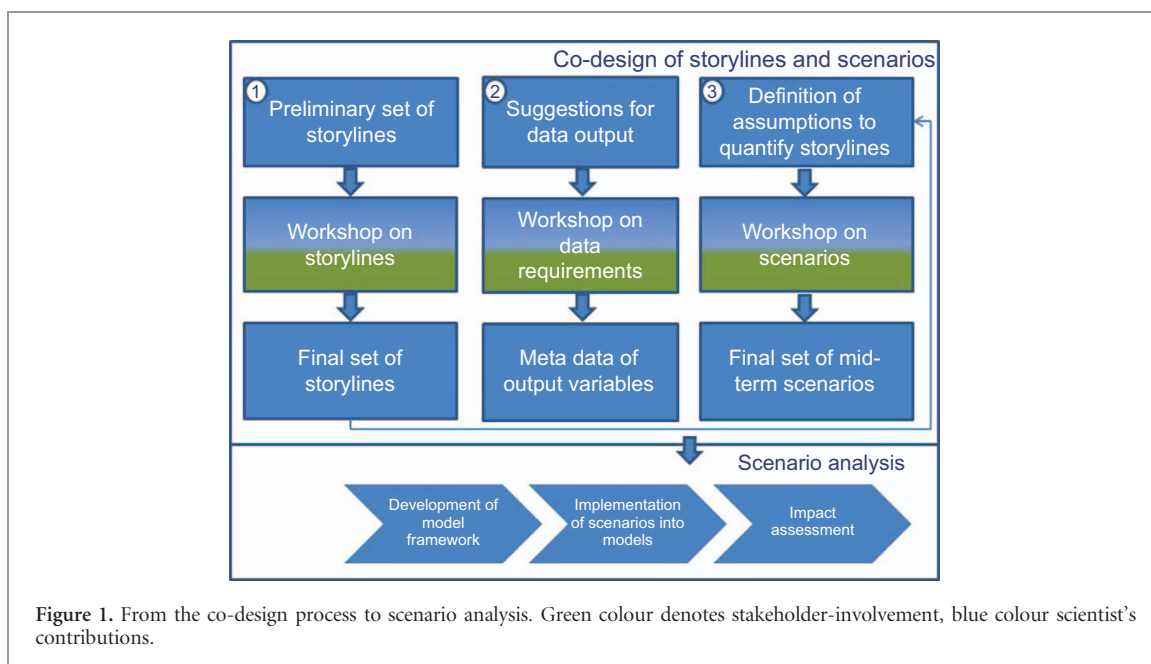 Co-design of storylines and scenarios
1
Preliminary set of
storylines
2
Suggestions for
data output
3
Definition of
assumptions to
quantify storylines
Workshop on
storylines
Workshop on
data
requirements
Workshop on
scenarios
Final set of
storylines
Meta data of
output variables
Final set of mid-
term scenarios
Scenario analysis
Development of
model
framework
Implementation
of scenarios into
models
Impact
assessment
Figure 1. From the co-design process to scenario analysis. Green colour denotes stakeholder-involvement, blue colour scientist's
contributions.